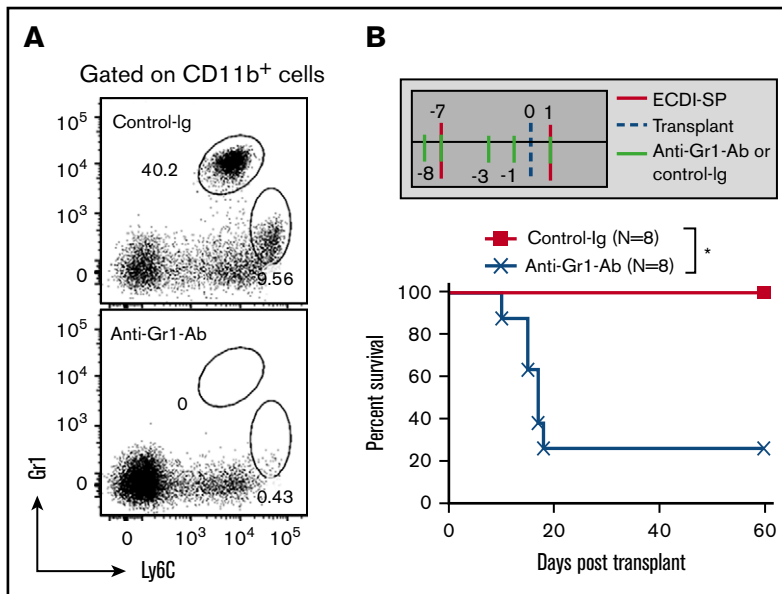 A
Gated on CD11b+ cells
Control-Ig
10^5
10^4
10^3
0
40.2
9.56
Anti-Gr1-Ab
10^5
10^4
10^3
0
0
0.43
0 10^3 10^4 10^5
Gr1
Ly6C
B
-7 0 1
-8 -3 -1
ECDI-SP
Transplant
Anti-Gr1-Ab or
control-Ig
Control-Ig (N=8)
Anti-Gr1-Ab (N=8)
*
100
80
60
40
20
0
Percent survival
0 20 40 60
Days post transplant